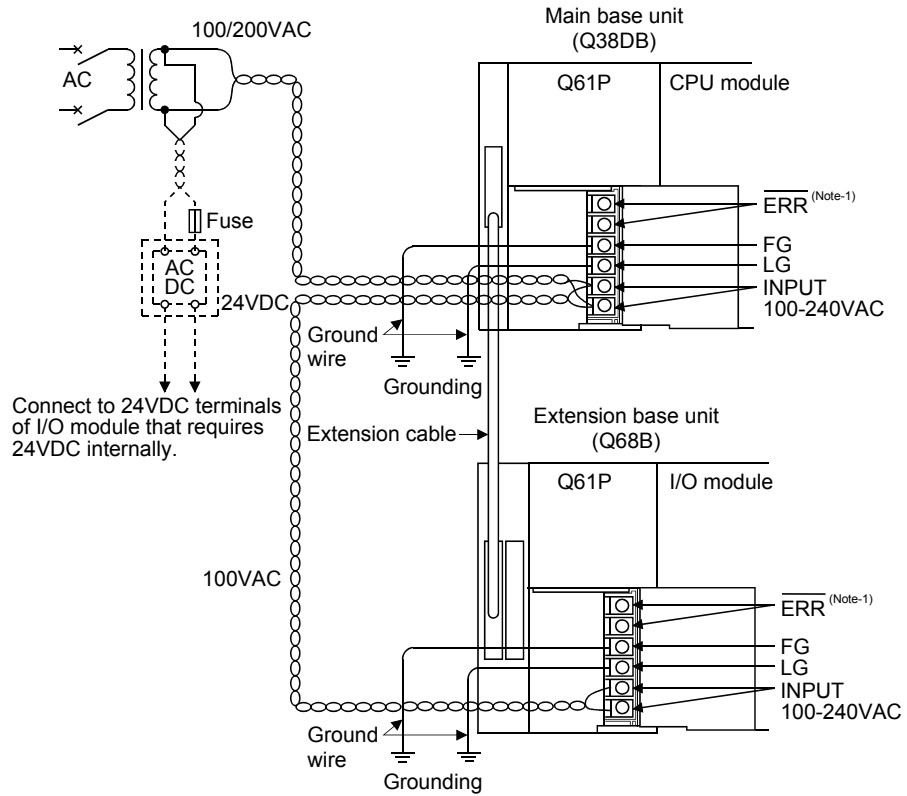 100/200VAC
AC
Fuse
AC
DC
24VDC
Connect to 24VDC terminals
of I/O module that requires
24VDC internally.
Main base unit
(Q38DB)
Q61P
CPU module
ERR (Note-1)
FG
LG
INPUT
100-240VAC
Ground
wire
Grounding
Extension cable
Extension base unit
(Q68B)
Q61P
I/O module
100VAC
ERR (Note-1)
FG
LG
INPUT
100-240VAC
Ground
wire
Grounding